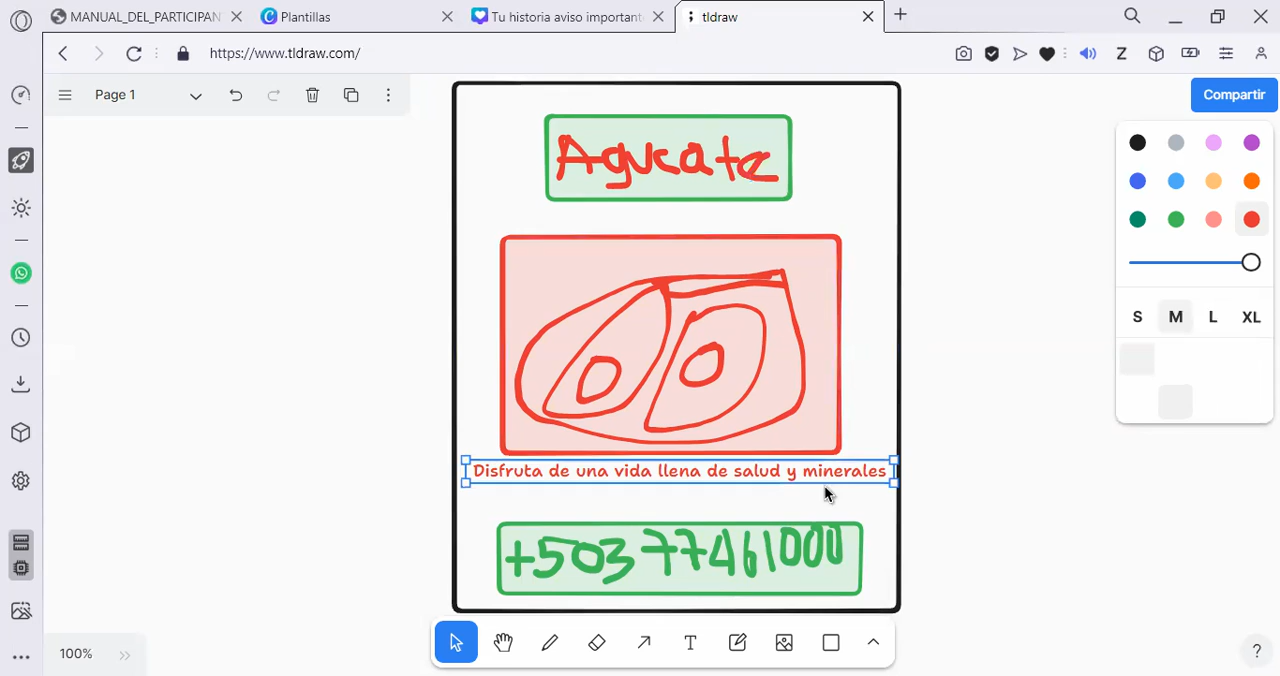 MANUAL_DEL_PARTICIPAN
Plantillas
Tu historia aviso important
tldraw
https://www.tldraw.com/
Z
Page 1
Compartir
Agucate
S M L XL
Disfruta de una vida llena de salud y minerales
+503 77461000
100%
T
?